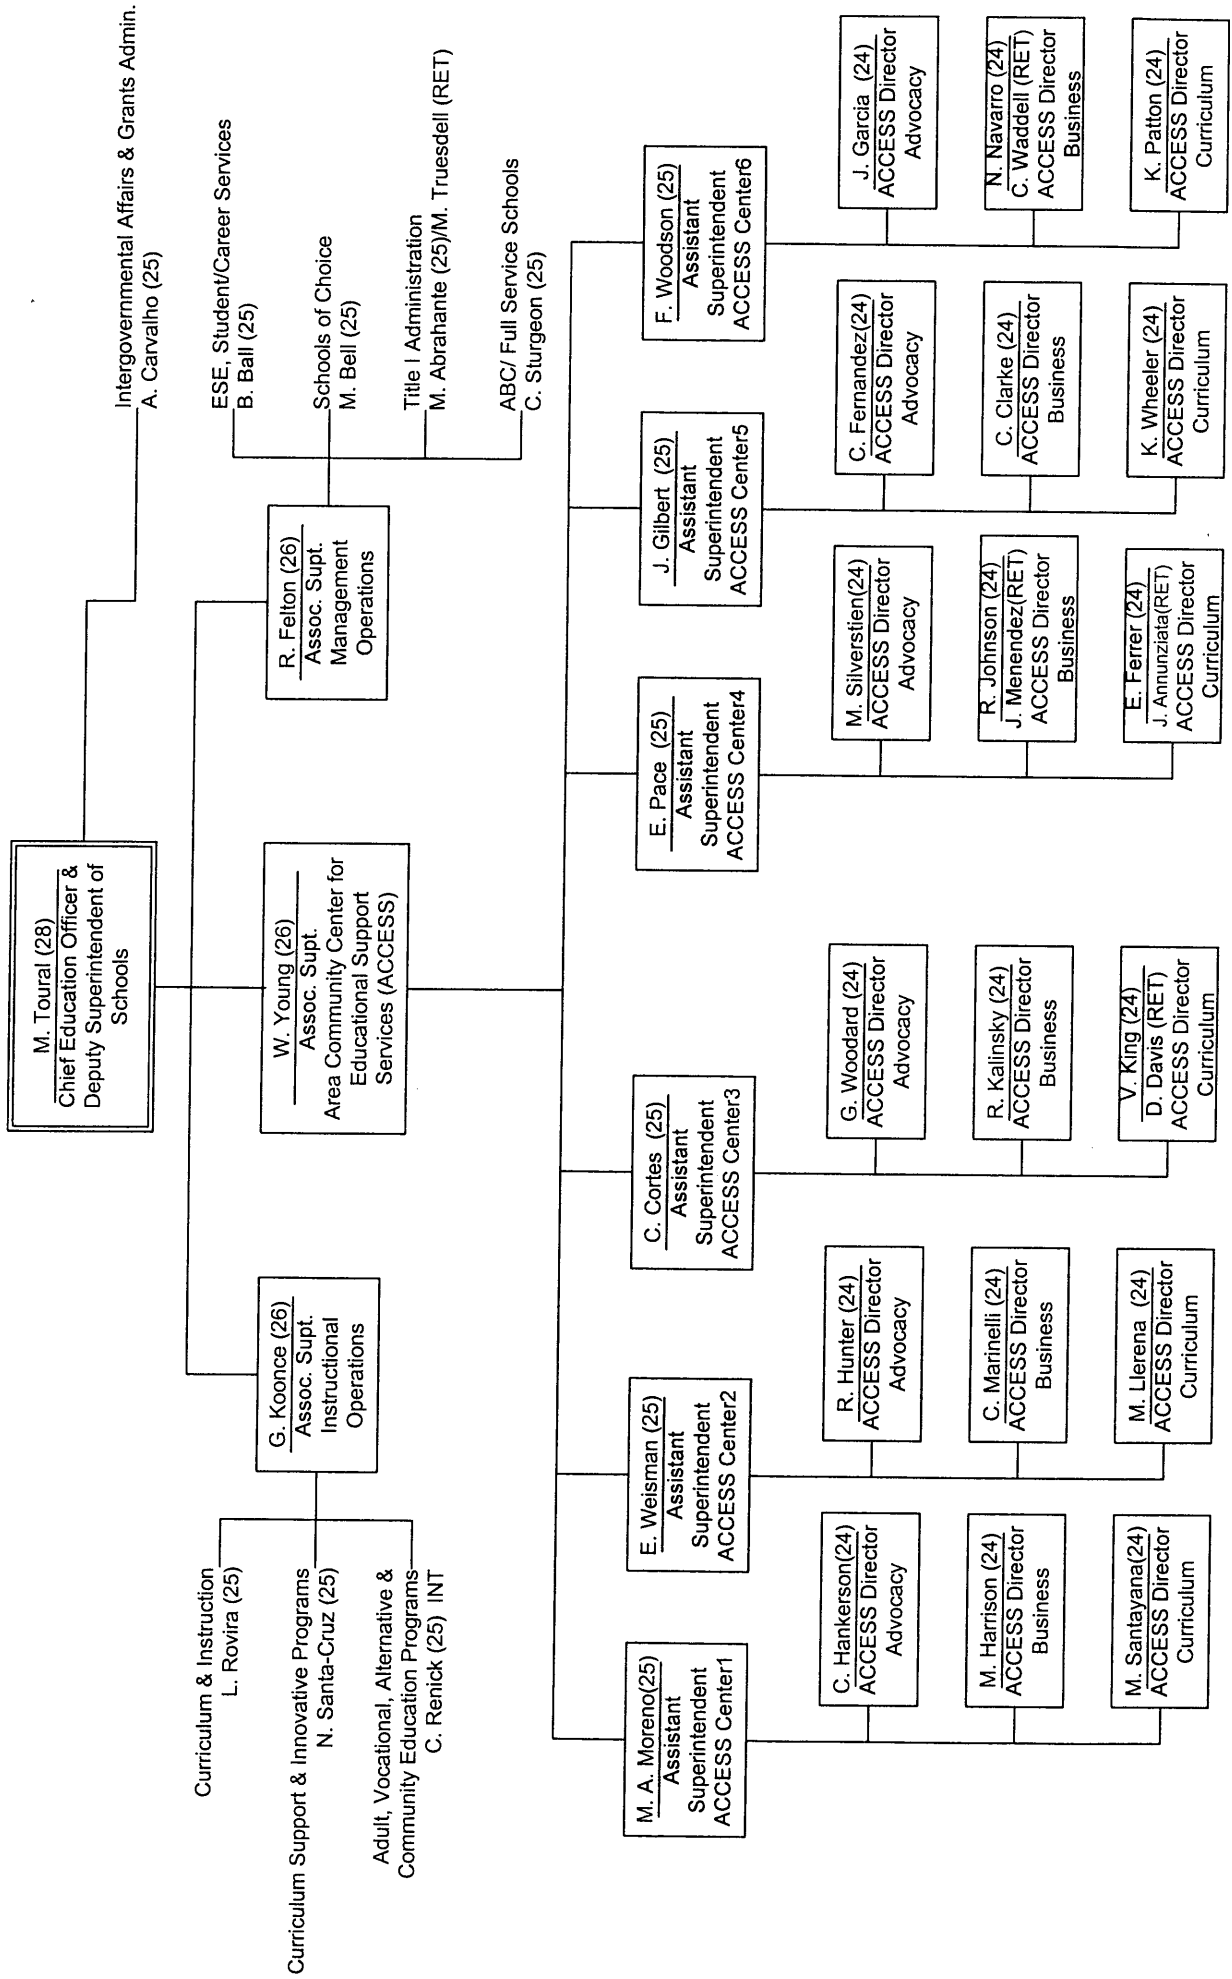 M. Toural (28)
Chief Education Officer &
Deputy Superintendent of
Schools
Intergovernmental Affairs & Grants Admin.
A. Carvalho (25)
G. Koonce (26)
Assoc. Supt.
Instructional
Operations
Curriculum & Instruction
L. Rovira (25)
Curriculum Support & Innovative Programs
N. Santa-Cruz (25)
Adult, Vocational, Alternative &
Community Education Programs
C. Renick (25) INT
W. Young (26)
Assoc. Supt.
Area Community Center for
Educational Support
Services (ACCESS)
R. Felton (26)
Assoc. Supt.
Management
Operations
ESE, Student/Career Services
B. Ball (25)
Schools of Choice
M. Bell (25)
Title I Administration
M. Abrahante (25)/M. Truesdell (RET)
ABC/ Full Service Schools
C. Sturgeon (25)
M. A. Moreno(25)
Assistant
Superintendent
ACCESS Center1
C. Hankerson(24)
ACCESS Director
Advocacy
M. Harrison (24)
ACCESS Director
Business
M. Santayana(24)
ACCESS Director
Curriculum
E. Weisman (25)
Assistant
Superintendent
ACCESS Center2
R. Hunter (24)
ACCESS Director
Advocacy
C. Marinelli (24)
ACCESS Director
Business
M. Llerena (24)
ACCESS Director
Curriculum
C. Cortes (25)
Assistant
Superintendent
ACCESS Center3
G. Woodard (24)
ACCESS Director
Advocacy
R. Kalinsky (24)
ACCESS Director
Business
V. King (24)
D. Davis (RET)
ACCESS Director
Curriculum
E. Pace (25)
Assistant
Superintendent
ACCESS Center4
M. Silverstien(24)
ACCESS Director
Advocacy
R. Johnson (24)
J. Menendez(RET)
ACCESS Director
Business
E. Ferrer (24)
J. Annunziata(RET)
ACCESS Director
Curriculum
J. Gilbert (25)
Assistant
Superintendent
ACCESS Center5
C. Fernandez(24)
ACCESS Director
Advocacy
C. Clarke (24)
ACCESS Director
Business
K. Wheeler (24)
ACCESS Director
Curriculum
F. Woodson (25)
Assistant
Superintendent
ACCESS Center6
J. Garcia (24)
ACCESS Director
Advocacy
N. Navarro (24)
C. Waddell (RET)
ACCESS Director
Business
K. Patton (24)
ACCESS Director
Curriculum